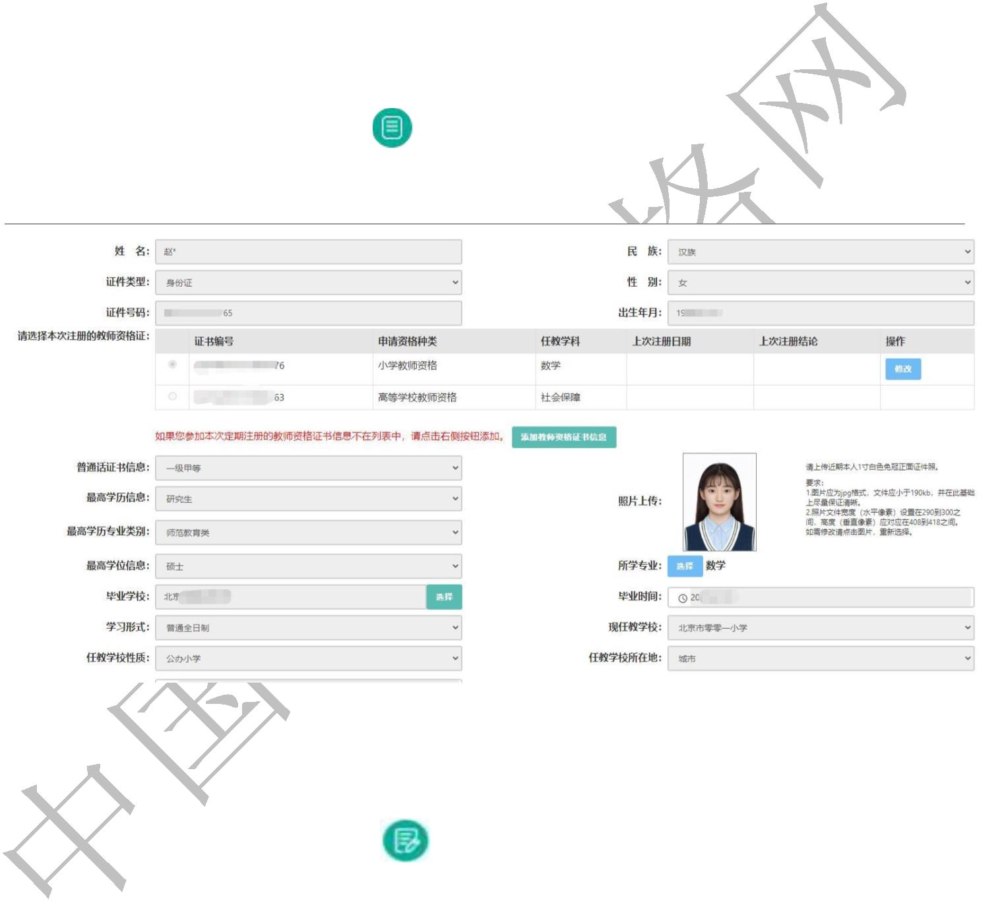 格网
姓 名： 赵*
民 族： 汉族
证件类型： 身份证
性 别： 女
证件号码： 65
出生年月： 19
请选择本次注册的教师资格证：
证书编号 申请资格种类 任教学科 上次注册日期 上次注册结论 操作
76 小学教师资格 数学 修改
63 高等学校教师资格 社会保障
如果您参加本次定期注册的教师资格证书信息不在列表中，请点击右侧按钮添加。 添加教师资格证书信息
普通话证书信息： 一级甲等
最高学历信息： 研究生
最高学历专业类别： 师范教育类
照片上传：
请上传近期本人1寸白色免冠正面证件照。
要求：
1.图片应为jpg格式，文件应小于190kb，并在此基础
上尽量保证清晰。
2.照片文件宽度（水平像素）设置在290到300之
间，高度（垂直像素）应对应在408到418之间。
如需修改请点击图片，重新选择。
最高学位信息： 硕士
所学专业： 选择 数学
毕业学校： 北京 选择
毕业时间： 20
学习形式： 普通全日制
现任教学校： 北京市零零一小学
任教学校性质： 公办小学
任教学校所在地： 城市
中国